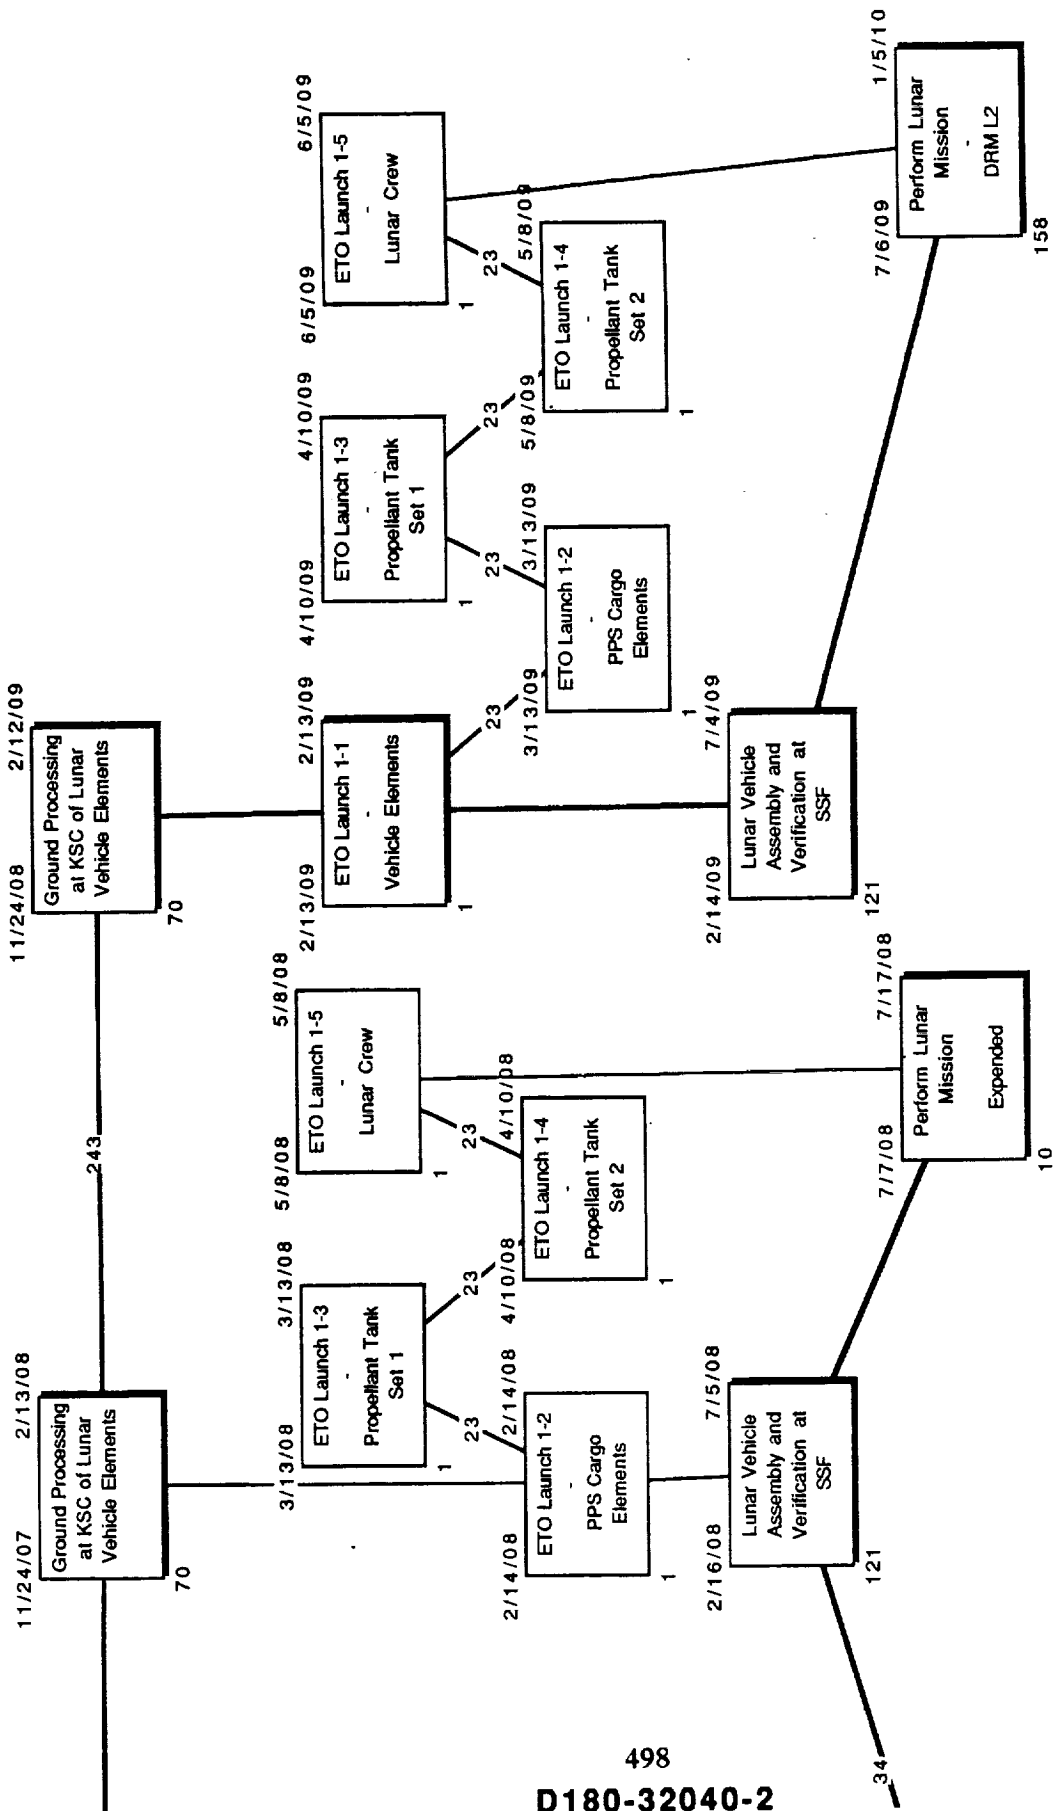 11/24/07
2/13/08
Ground Processing
at KSC of Lunar
Vehicle Elements
70
243
11/24/08
2/12/09
Ground Processing
at KSC of Lunar
Vehicle Elements
70
3/13/08
3/13/08
ETO Launch 1-3
-
Propellant Tank
Set 1
1
5/8/08
5/8/08
ETO Launch 1-5
-
Lunar Crew
1
2/13/09
2/13/09
ETO Launch 1-1
-
Vehicle Elements
1
4/10/09
4/10/09
ETO Launch 1-3
-
Propellant Tank
Set 1
1
6/5/09
6/5/09
ETO Launch 1-5
-
Lunar Crew
1
23
23
23
23
23
23
23
2/14/08
2/14/08
ETO Launch 1-2
-
PPS Cargo
Elements
1
4/10/08
4/10/08
ETO Launch 1-4
-
Propellant Tank
Set 2
1
3/13/09
3/13/09
ETO Launch 1-2
-
PPS Cargo
Elements
1
5/8/09
5/8/09
ETO Launch 1-4
-
Propellant Tank
Set 2
1
2/16/08
7/5/08
Lunar Vehicle
Assembly and
Verification at
SSF
121
2/14/09
7/4/09
Lunar Vehicle
Assembly and
Verification at
SSF
121
34
7/7/08
7/17/08
Perform Lunar
Mission
Expended
10
7/6/09
1/5/10
Perform Lunar
Mission
-
DRM L2
158
498
D180-32040-2